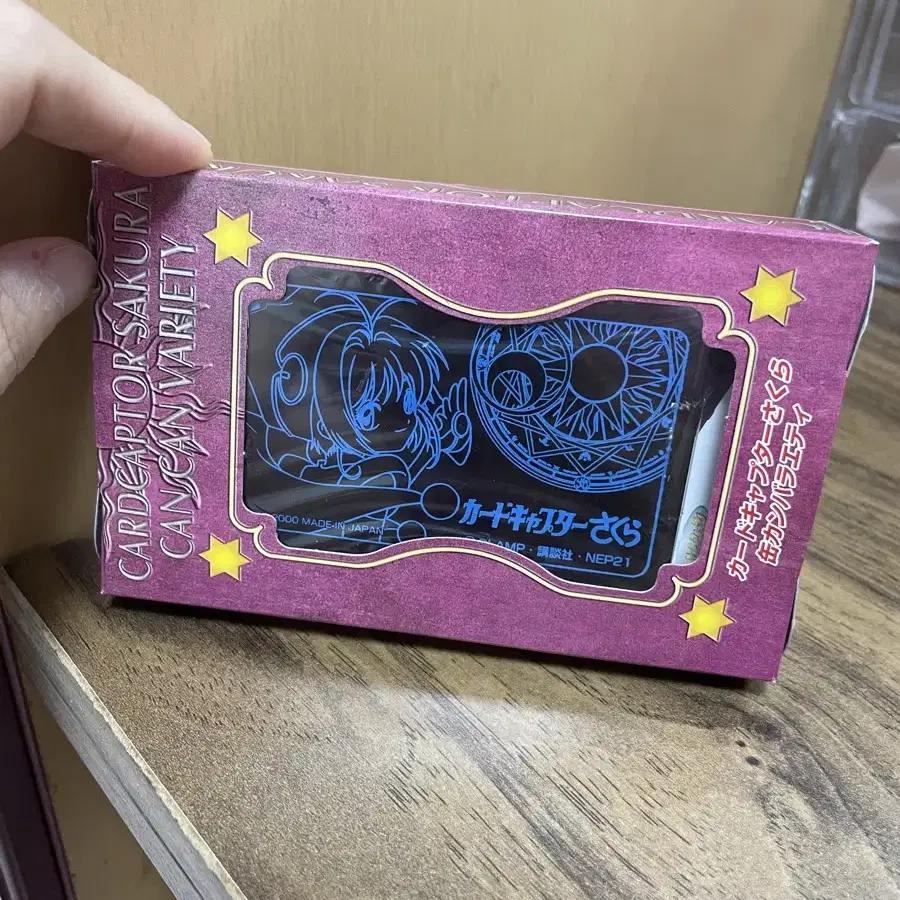 CARDCAPTOR SAKURA
CAN CAN VARIETY
カードキャプターさくら
2000 MADE IN JAPAN
AMP・講談社・NEP21
カードキャプターさくら
缶カンバラエティ